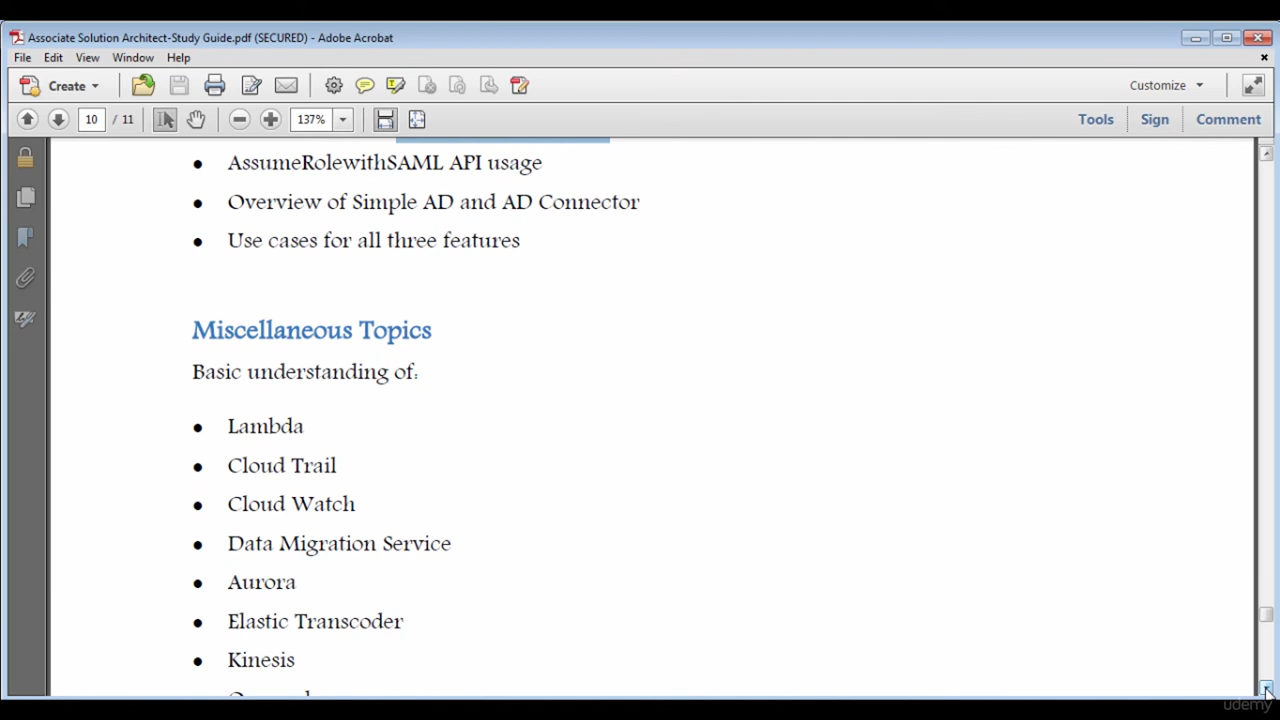 Associate Solution Architect-Study Guide.pdf (SECURED) - Adobe Acrobat
File Edit View Window Help
Create Customize
10 / 11 137% Tools Sign Comment
• AssumeRolewithSAML API usage
• Overview of Simple AD and AD Connector
• Use cases for all three features
Miscellaneous Topics
Basic understanding of:
• Lambda
• Cloud Trail
• Cloud Watch
• Data Migration Service
• Aurora
• Elastic Transcoder
• Kinesis
udemy